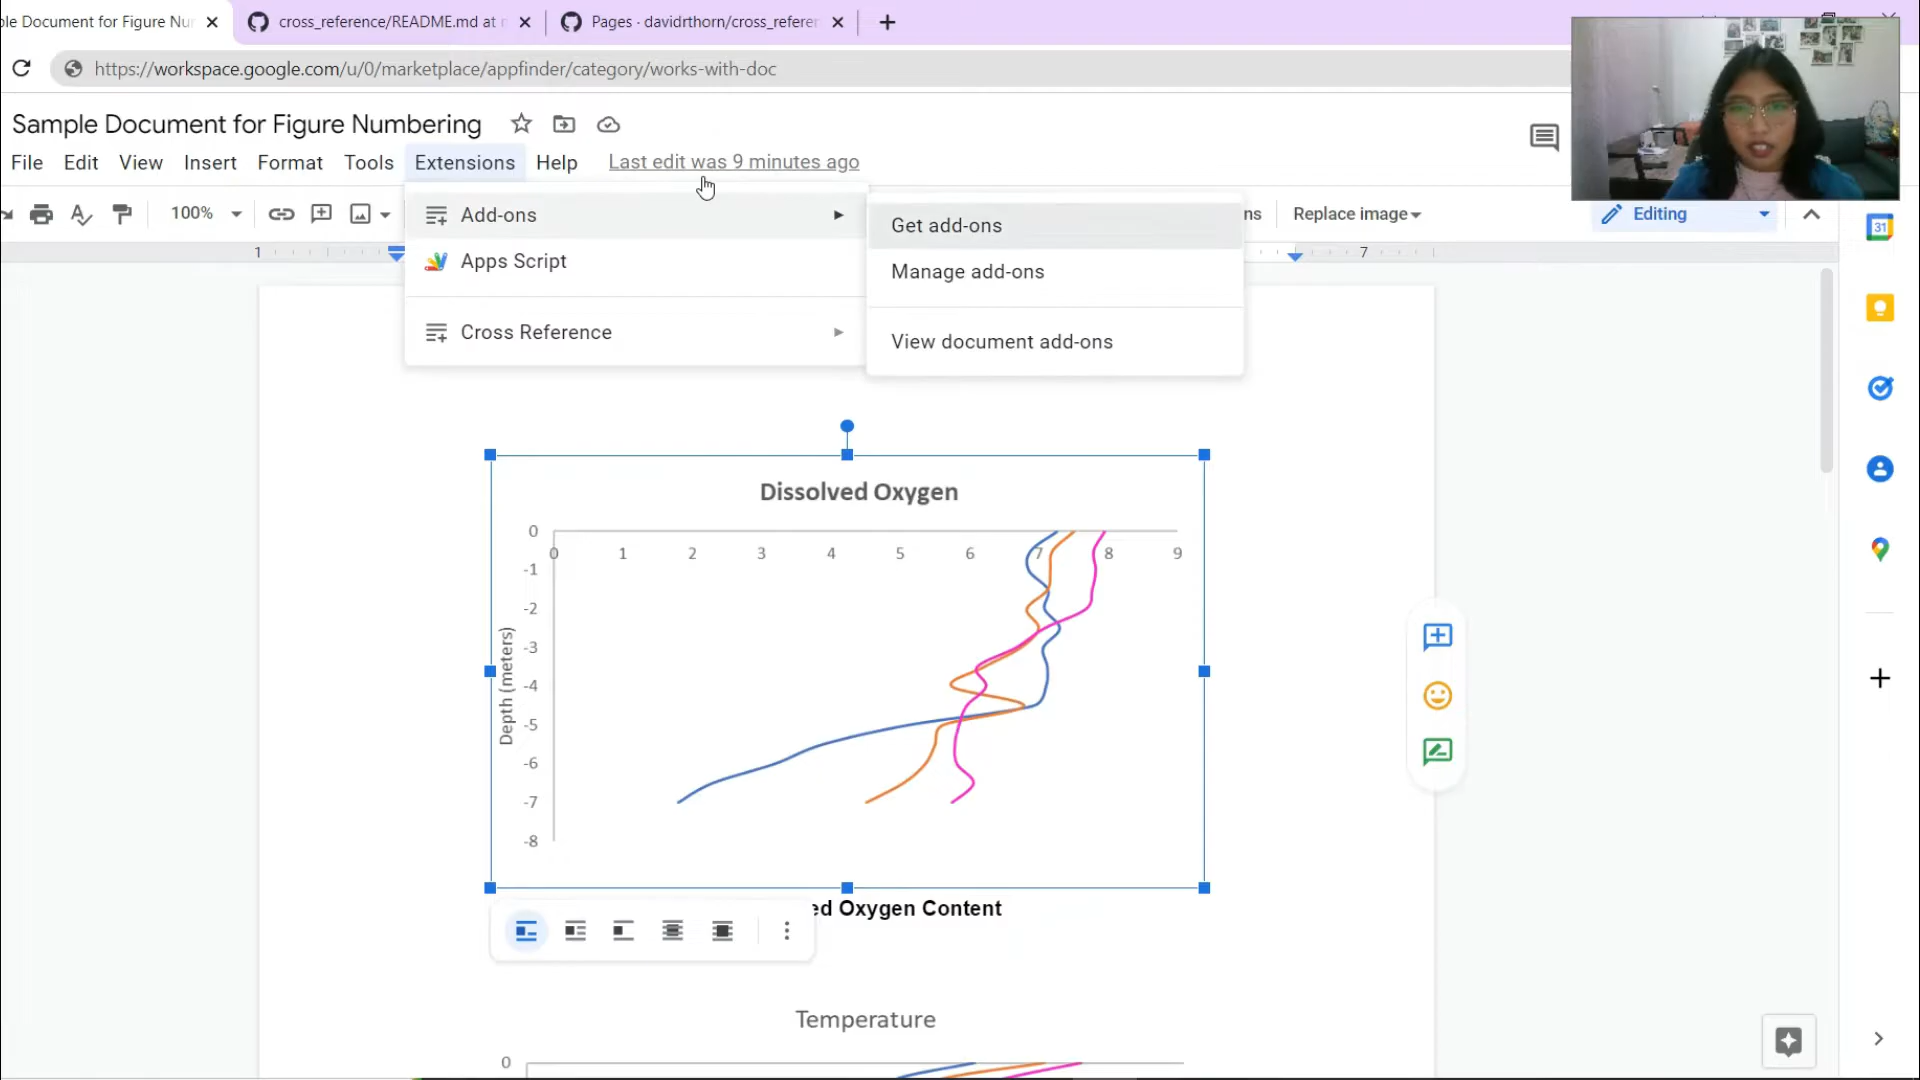 le Document for Figure Nu
cross_reference/README.md at
Pages · davidrthorn/cross_refere
https://workspace.google.com/u/0/marketplace/appfinder/category/works-with-doc
Sample Document for Figure Numbering
File Edit View Insert Format Tools Extensions Help Last edit was 9 minutes ago
100% ns Replace image Editing
31
1 7
Add-ons
Apps Script
Cross Reference
Get add-ons
Manage add-ons
View document add-ons
Dissolved Oxygen
0
0 1 2 3 4 5 6 7 8 9
-1
-2
-3
-4
-5
-6
-7
-8
Depth (meters)
ed Oxygen Content
Temperature
0